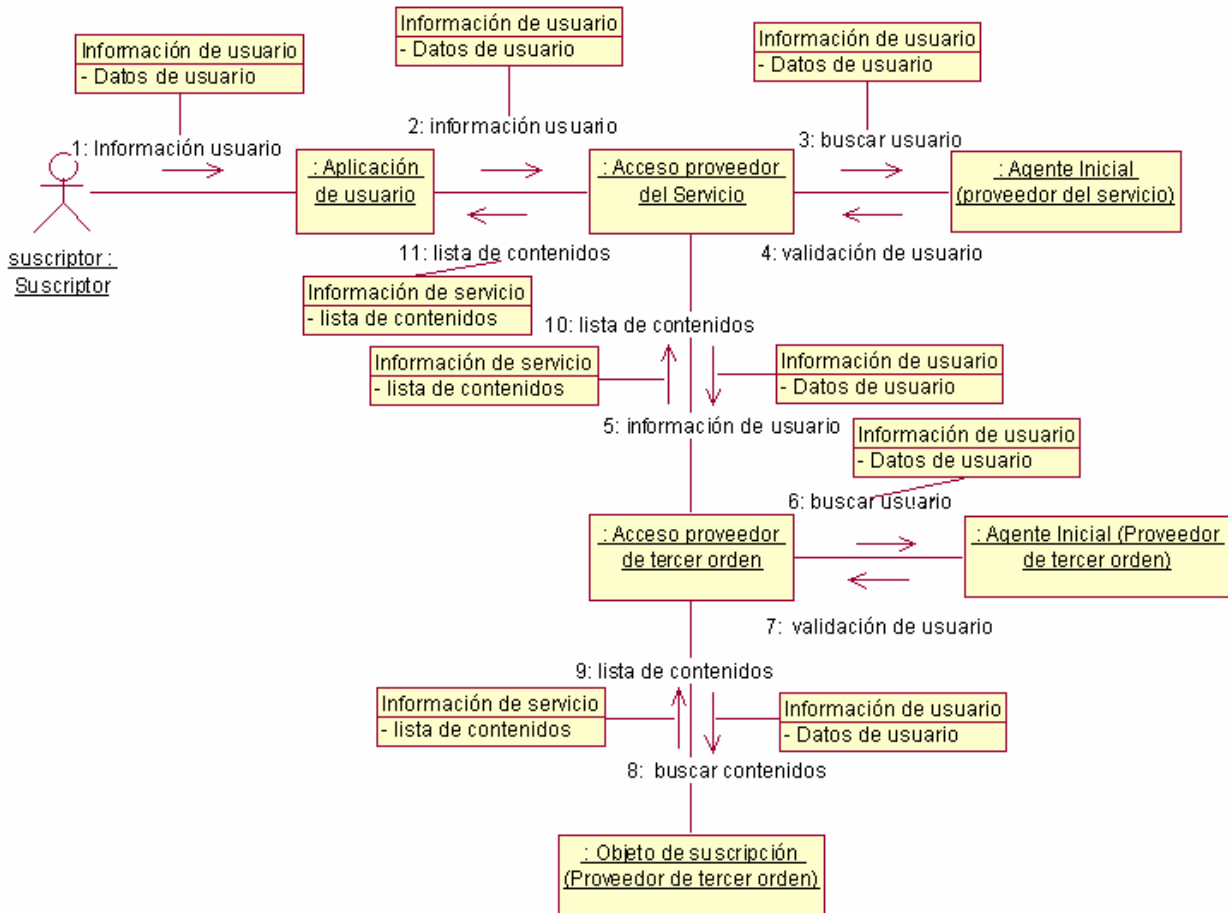 Información de usuario
- Datos de usuario
Información de usuario
- Datos de usuario
Información de usuario
- Datos de usuario
1: Información usuario
2: información usuario
3: buscar usuario
: Aplicación
de usuario
: Acceso proveedor
del Servicio
: Agente Inicial
(proveedor del servicio)
suscriptor :
Suscriptor
11: lista de contenidos
4: validación de usuario
Información de servicio
- lista de contenidos
10: lista de contenidos
Información de servicio
- lista de contenidos
Información de usuario
- Datos de usuario
5: información de usuario
Información de usuario
- Datos de usuario
6: buscar usuario
: Acceso proveedor
de tercer orden
: Agente Inicial (Proveedor
de tercer orden)
7: validación de usuario
9: lista de contenidos
Información de servicio
- lista de contenidos
Información de usuario
- Datos de usuario
8: buscar contenidos
: Objeto de suscripción
(Proveedor de tercer orden)